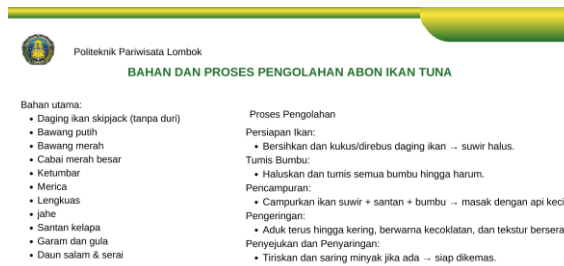 Politeknik Pariwisata Lombok
BAHAN DAN PROSES PENGOLAHAN ABON IKAN TUNA
Bahan utama:
• Daging ikan skipjack (tanpa duri)
• Bawang putih
• Bawang merah
• Cabai merah besar
• Ketumbar
• Merica
• Lengkuas
• jahe
• Santan kelapa
• Garam dan gula
• Daun salam & serai
Proses Pengolahan
Persiapan Ikan:
• Bersihkan dan kukus/direbus daging ikan → suwir halus.
Tumis Bumbu:
• Haluskan dan tumis semua bumbu hingga harum.
Pencampuran:
• Campurkan ikan suwir + santan + bumbu → masak dengan api keci
Pengeringan:
• Aduk terus hingga kering, berwarna kecoklatan, dan tekstur bersera
Penyejukan dan Penyaringan:
• Tiriskan dan saring minyak jika ada → siap dikemas.